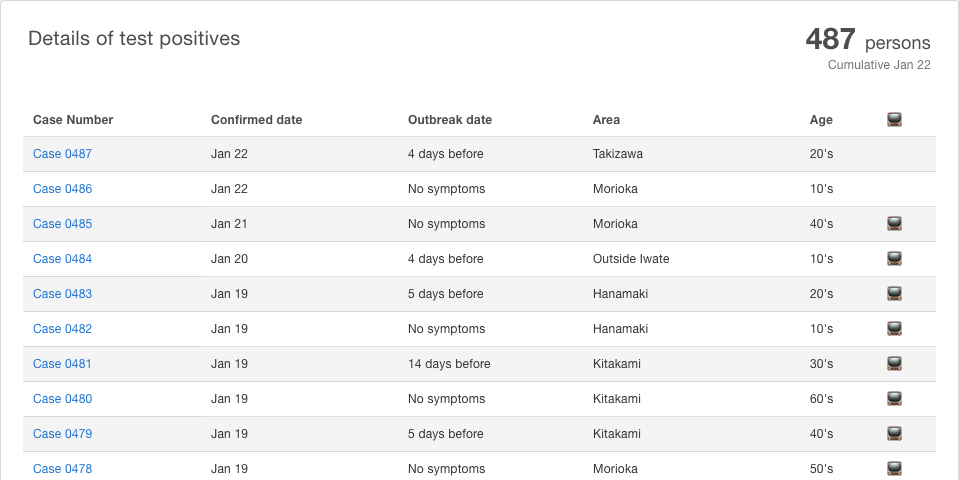 Details of test positives
487 persons
Cumulative Jan 22
Case Number Confirmed date Outbreak date Area Age
Case 0487 Jan 22 4 days before Takizawa 20's
Case 0486 Jan 22 No symptoms Morioka 10's
Case 0485 Jan 21 No symptoms Morioka 40's
Case 0484 Jan 20 4 days before Outside Iwate 10's
Case 0483 Jan 19 5 days before Hanamaki 20's
Case 0482 Jan 19 No symptoms Hanamaki 10's
Case 0481 Jan 19 14 days before Kitakami 30's
Case 0480 Jan 19 No symptoms Kitakami 60's
Case 0479 Jan 19 5 days before Kitakami 40's
Case 0478 Jan 19 No symptoms Morioka 50's